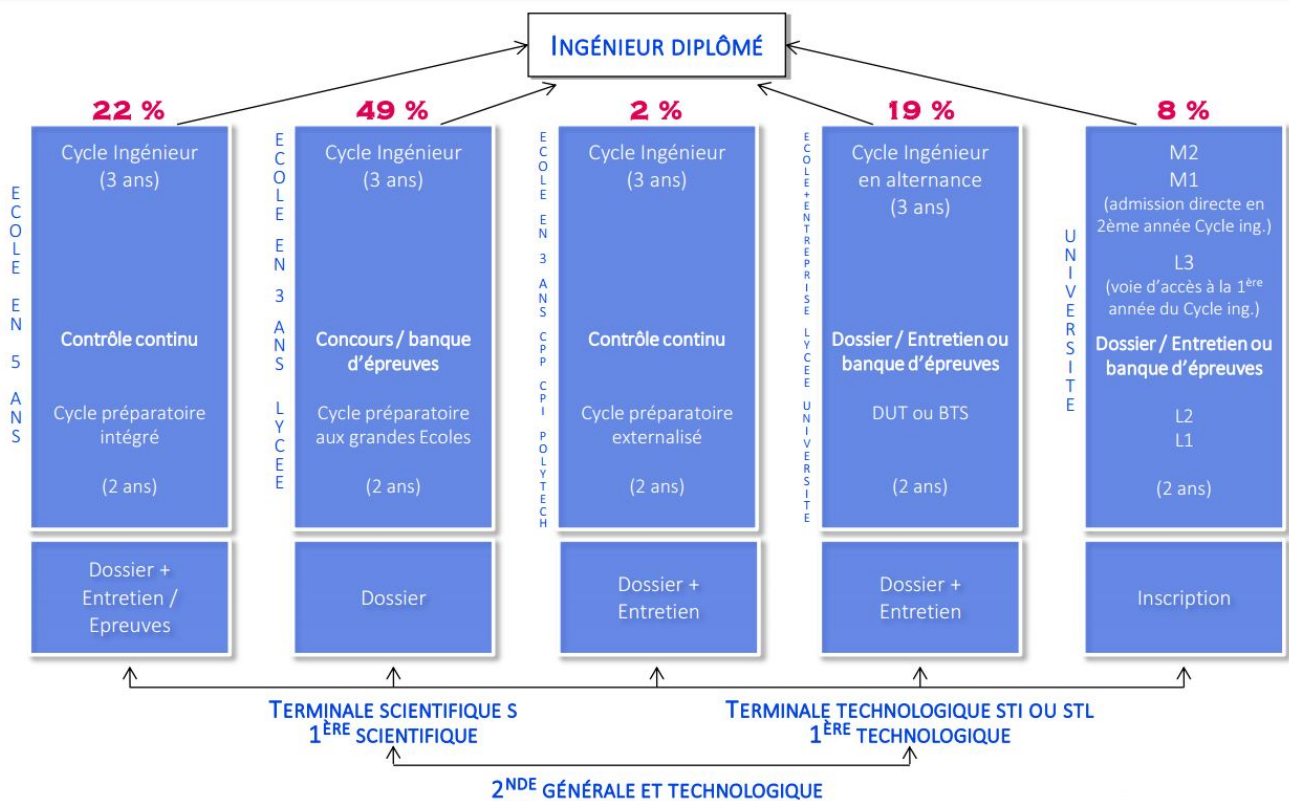 INGÉNIEUR DIPLÔMÉ
22 %
ECOLE EN 5 ANS
Cycle Ingénieur
(3 ans)
Contrôle continu
Cycle préparatoire
intégré
(2 ans)
Dossier +
Entretien /
Epreuves
49 %
ECOLE EN 3 ANS LYCEE
Cycle Ingénieur
(3 ans)
Concours / banque
d'épreuves
Cycle préparatoire
aux grandes Ecoles
(2 ans)
Dossier
2 %
ECOLE EN 3 ANS CPP CPI POLYTECH
Cycle Ingénieur
(3 ans)
Contrôle continu
Cycle préparatoire
externalisé
(2 ans)
Dossier +
Entretien
19 %
ECOLE+ENTREPRISE LYCEE UNIVERSITE
Cycle Ingénieur
en alternance
(3 ans)
Dossier / Entretien ou
banque d'épreuves
DUT ou BTS
(2 ans)
Dossier +
Entretien
8 %
UNIVERSITE
M2
M1
(admission directe en
2ème année Cycle ing.)
L3
(voie d'accès à la 1ère
année du Cycle ing.)
Dossier / Entretien ou
banque d'épreuves
L2
L1
(2 ans)
Inscription
TERMINALE SCIENTIFIQUE S
1ÈRE SCIENTIFIQUE
TERMINALE TECHNOLOGIQUE STI OU STL
1ÈRE TECHNOLOGIQUE
2NDE GÉNÉRALE ET TECHNOLOGIQUE